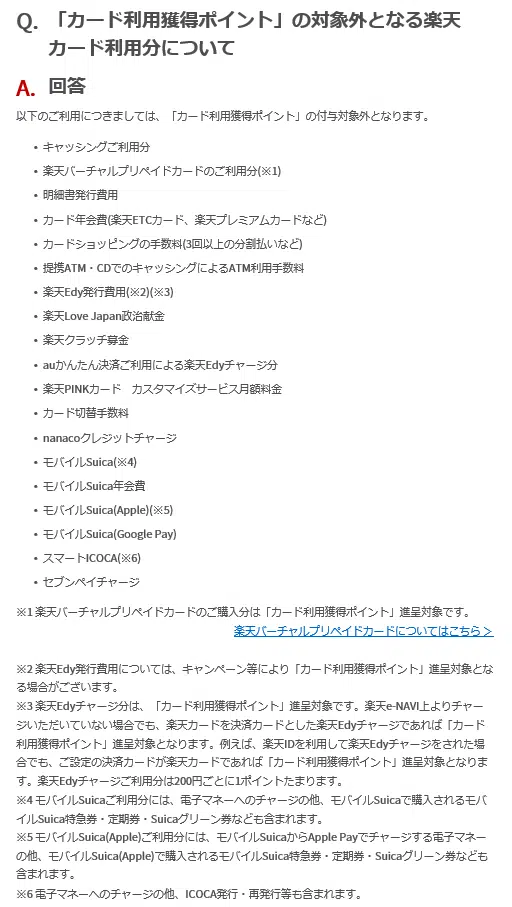 Q. 「カード利用獲得ポイント」の対象外となる楽天
カード利用分について
A. 回答
以下のご利用につきましては、「カード利用獲得ポイント」の付与対象外となります。
• キャッシングご利用分
• 楽天バーチャルプリペイドカードのご利用分(※1)
• 明細書発行費用
• カード年会費(楽天ETCカード、楽天プレミアムカードなど)
• カードショッピングの手数料(3回以上の分割払いなど)
• 提携ATM・CDでのキャッシングによるATM利用手数料
• 楽天Edy発行費用(※2)(※3)
• 楽天Love Japan政治献金
• 楽天クラッチ募金
• auかんたん決済ご利用による楽天Edyチャージ分
• 楽天PINKカード　カスタマイズサービス月額料金
• カード切替手数料
• nanacoクレジットチャージ
• モバイルSuica(※4)
• モバイルSuica年会費
• モバイルSuica(Apple)(※5)
• モバイルSuica(Google Pay)
• スマートICOCA(※6)
• セブンペイチャージ
※1 楽天バーチャルプリペイドカードのご購入分は「カード利用獲得ポイント」進呈対象です。
楽天バーチャルプリペイドカードについてはこちら >
※2 楽天Edy発行費用については、キャンペーン等により「カード利用獲得ポイント」進呈対象とな
る場合がございます。
※3 楽天Edyチャージ分は、「カード利用獲得ポイント」進呈対象です。楽天e-NAVI上よりチャー
ジいただいていない場合でも、楽天カードを決済カードとした楽天Edyチャージであれば「カード
利用獲得ポイント」進呈対象となります。例えば、楽天IDを利用して楽天Edyチャージをされた場
合でも、ご設定の決済カードが楽天カードであれば「カード利用獲得ポイント」進呈対象となりま
す。楽天Edyチャージご利用分は200円ごとに1ポイントたまります。
※4 モバイルSuicaご利用分には、電子マネーへのチャージの他、モバイルSuicaで購入されるモバ
イルSuica特急券・定期券・Suicaグリーン券なども含まれます。
※5 モバイルSuica(Apple)ご利用分には、モバイルSuicaからApple Payでチャージする電子マネー
の他、モバイルSuica(Apple)で購入されるモバイルSuica特急券・定期券・Suicaグリーン券なども
含まれます。
※6 電子マネーへのチャージの他、ICOCA発行・再発行等も含まれます。